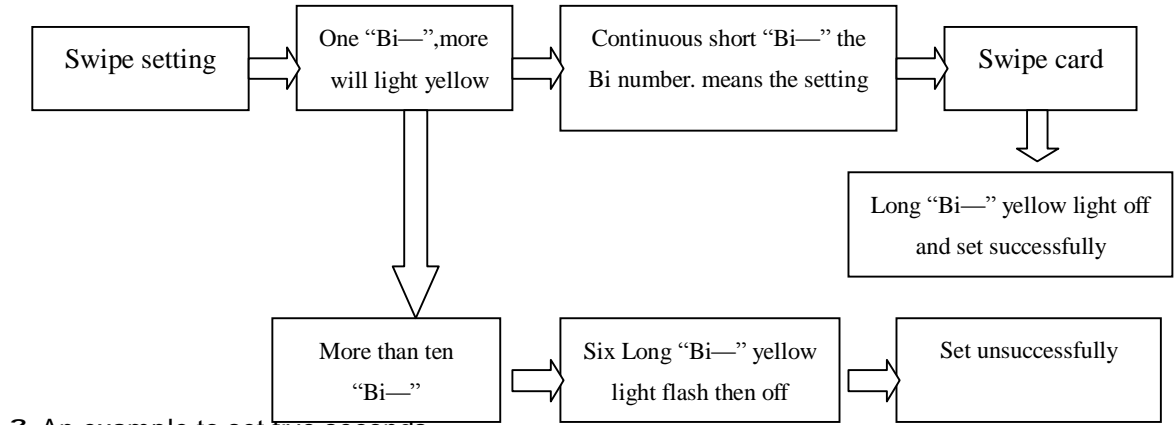 Swipe setting
One “Bi—”,more
will light yellow
Continuous short “Bi—” the
Bi number. means the setting
Swipe card
Long “Bi—” yellow light off
and set successfully
More than ten
“Bi—”
Six Long “Bi—” yellow
light flash then off
Set unsuccessfully
3. An example to set true seconds